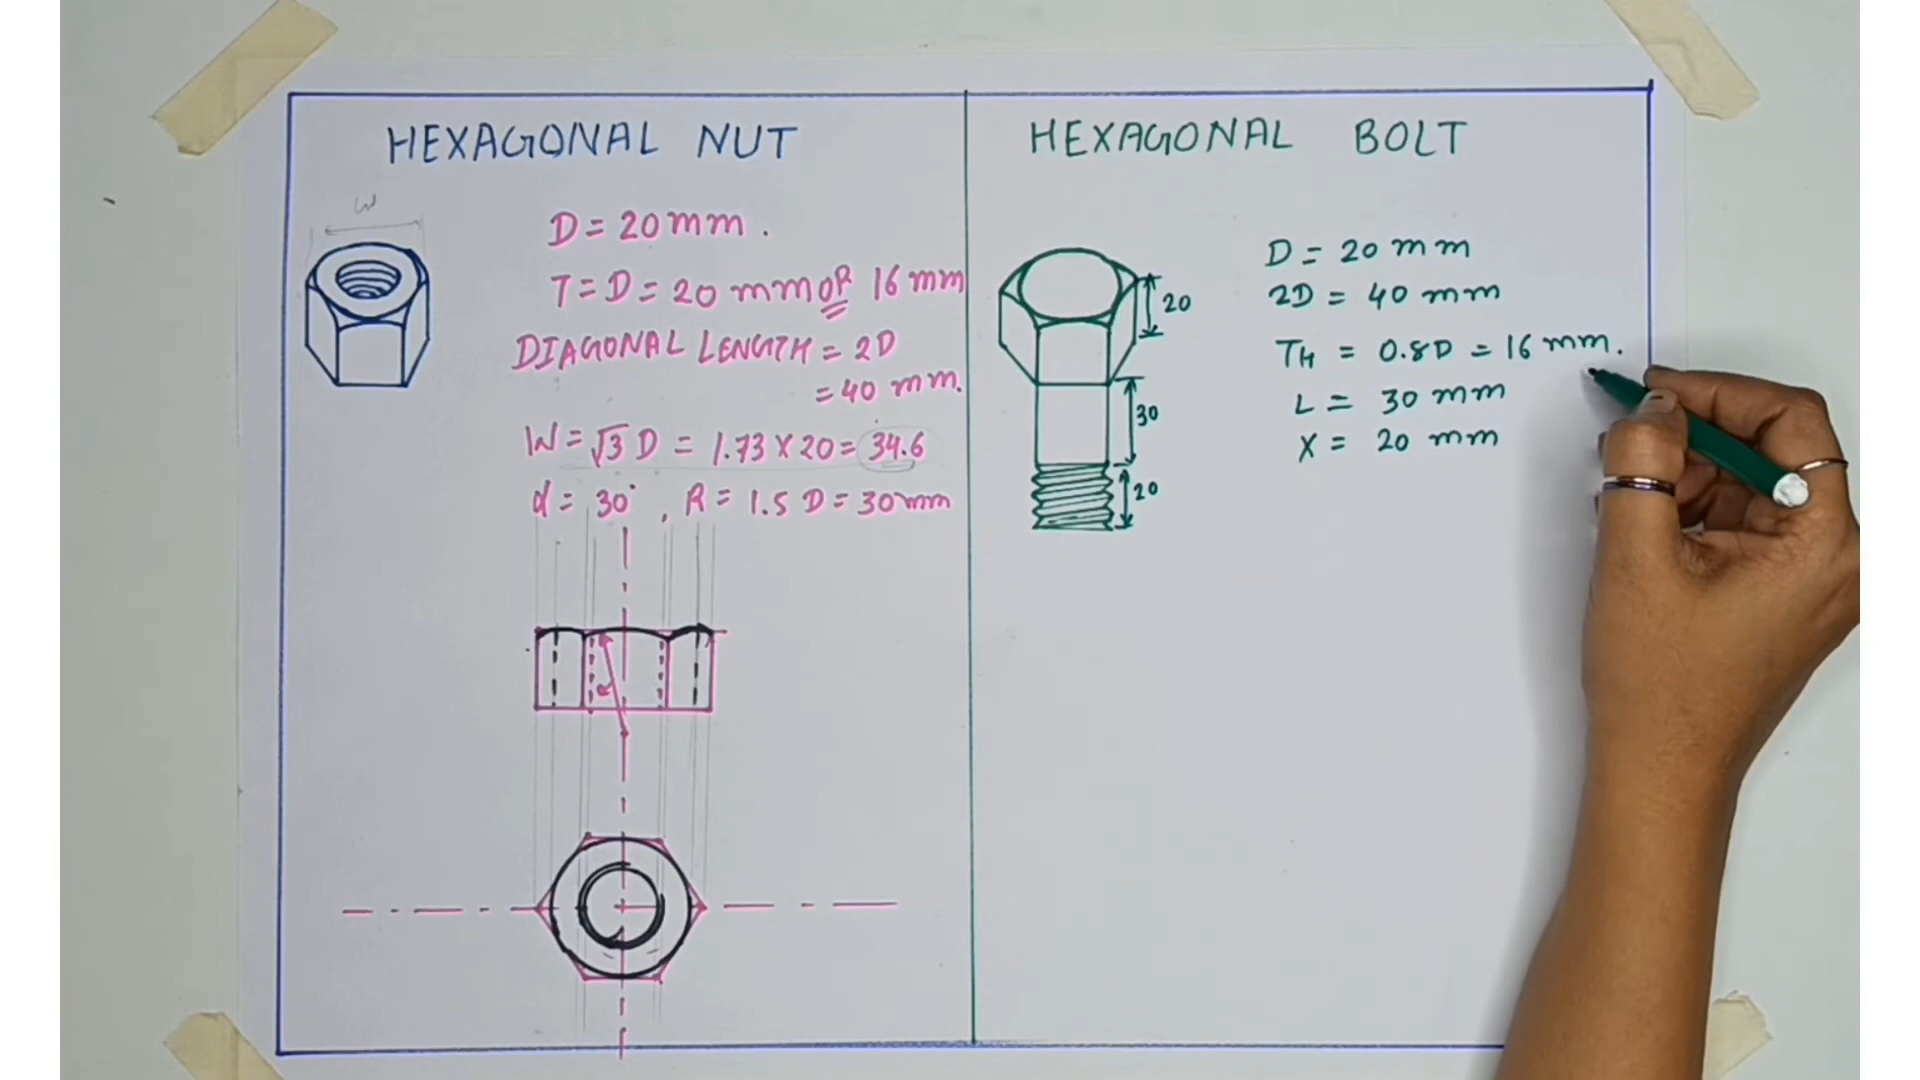 HEXAGONAL NUT
W
D = 20 mm.
T = D = 20 mm OR 16 mm
DIAGONAL LENGTH = 2D
= 40 mm.
W = √3 D = 1.73 X 20 = 34.6
α = 30°, R = 1.5 D = 30 mm
R
HEXAGONAL BOLT
20
30
20
D = 20 mm
2D = 40 mm
TH = 0.8D = 16 mm.
L = 30 mm
X = 20 mm